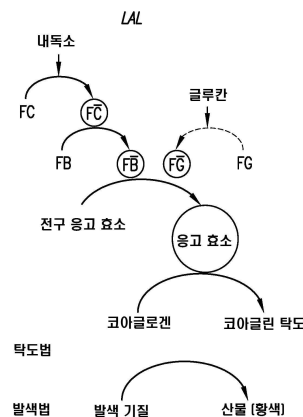 LAL
내독소
글루칸
FC
FC̅
FB
FB̅
FG̅
FG
전구 응고 효소
응고 효소
코아글로겐
코아글린 탁도
탁도법
발색법
발색 기질
산물 (황색)